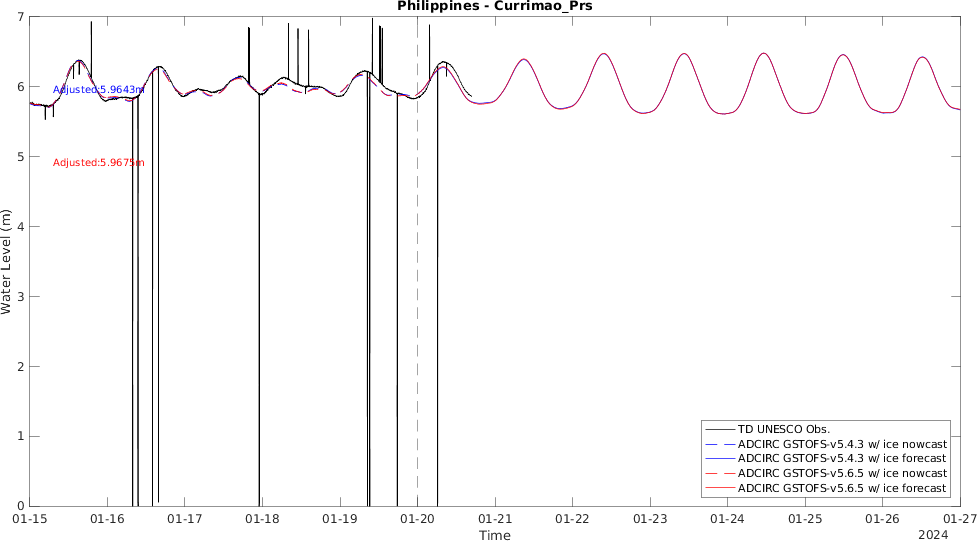 Philippines - Currimao_Prs
7
6
5
4
3
2
1
0
Water Level (m)
Adjusted:5.9643m
Adjusted:5.9675m
TD UNESCO Obs.
ADCIRC GSTOFS-v5.4.3 w/ ice nowcast
ADCIRC GSTOFS-v5.4.3 w/ ice forecast
ADCIRC GSTOFS-v5.6.5 w/ ice nowcast
ADCIRC GSTOFS-v5.6.5 w/ ice forecast
01-15 01-16 01-17 01-18 01-19 01-20 01-21 01-22 01-23 01-24 01-25 01-26 01-27
Time
2024